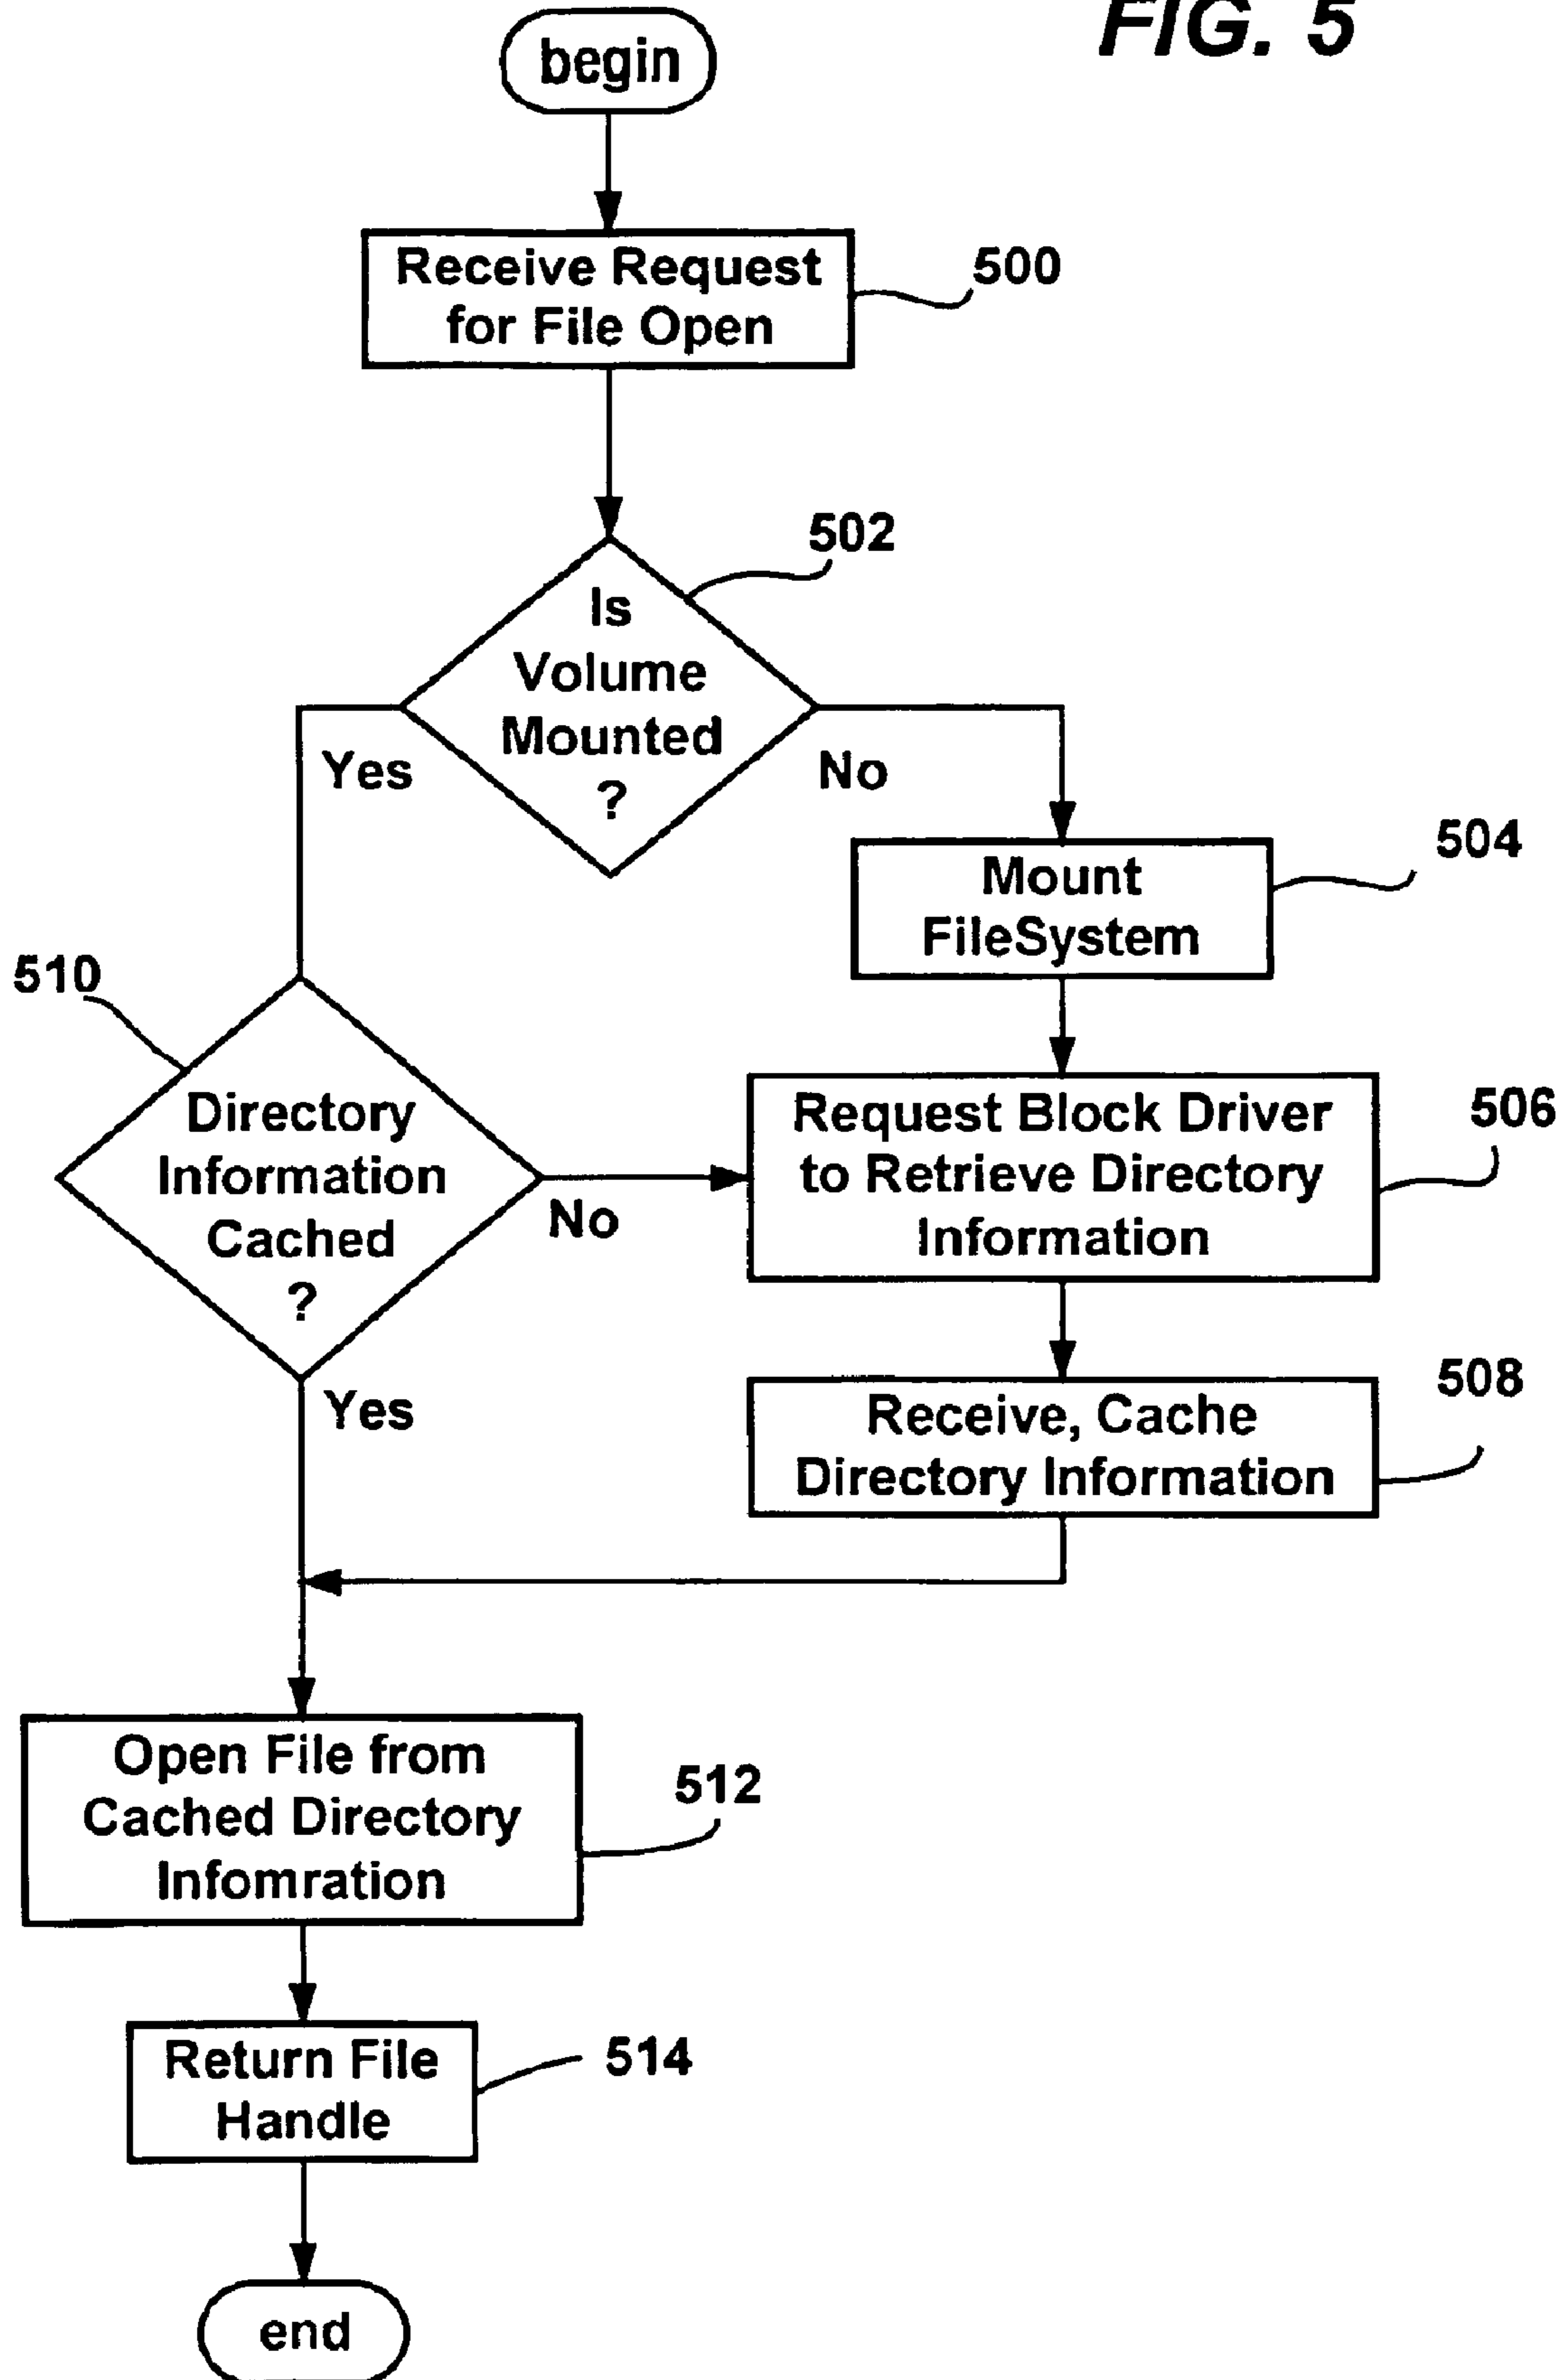 FIG. 5
begin
Receive Request
for File Open
500
502
Is
Volume
Mounted
?
Yes
No
504
Mount
FileSystem
510
Directory
Information
Cached
?
No
Yes
506
Request Block Driver
to Retrieve Directory
Information
508
Receive, Cache
Directory Information
Open File from
Cached Directory
Infomration
512
Return File
Handle
514
end